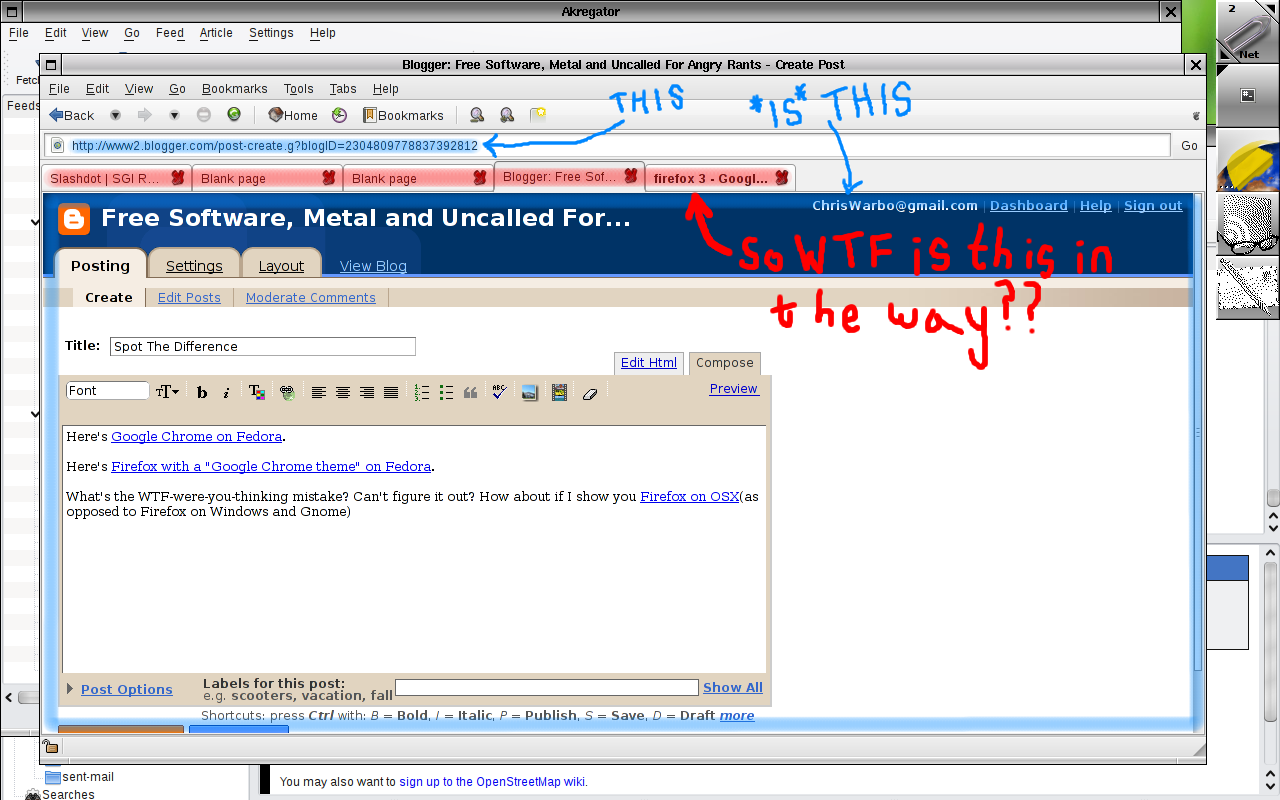 Akregator
File Edit View Go Feed Article Settings Help
2
Net
Fetch
Feeds
Blogger: Free Software, Metal and Uncalled For Angry Rants - Create Post
File Edit View Go Bookmarks Tools Tabs Help
Back Home Bookmarks
THIS *IS* THIS
http://www2.blogger.com/post-create.g?blogID=2304809778837392812 Go
Slashdot | SGI R... Blank page Blank page Blogger: Free Sof... firefox 3 - Googl...
Free Software, Metal and Uncalled For...
ChrisWarbo@gmail.com | Dashboard | Help | Sign out
So WTF is this in
the way??
Posting Settings Layout View Blog
Create Edit Posts Moderate Comments
Title: Spot The Difference
Edit Html Compose
Font b i ABC Preview
Here's Google Chrome on Fedora.
Here's Firefox with a "Google Chrome theme" on Fedora.
What's the WTF-were-you-thinking mistake? Can't figure it out? How about if I show you Firefox on OSX(as
opposed to Firefox on Windows and Gnome)
Post Options
Labels for this post:
e.g. scooters, vacation, fall
Show All
Shortcuts: press Ctrl with: B = Bold, I = Italic, P = Publish, S = Save, D = Draft more
sent-mail
Searches
You may also want to sign up to the OpenStreetMap wiki.